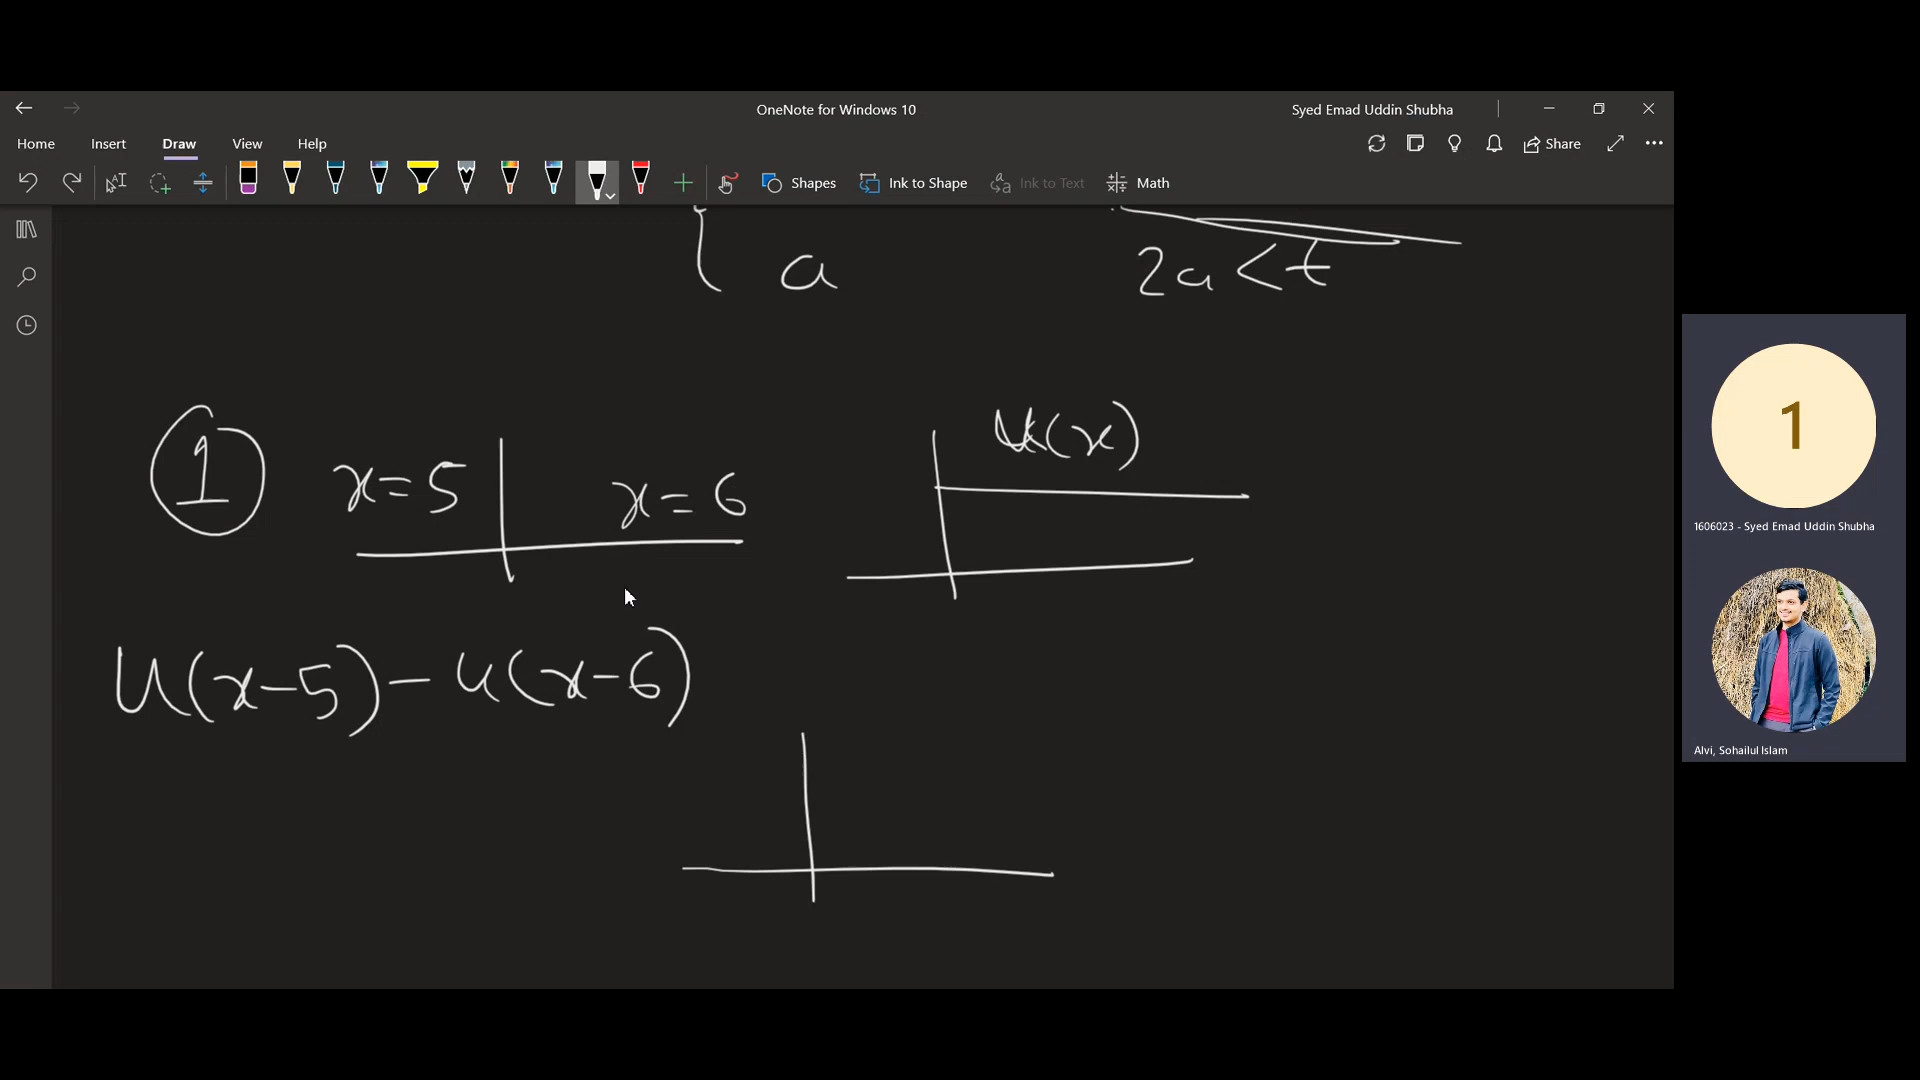 OneNote for Windows 10
Syed Emad Uddin Shubha
Home Insert Draw View Help
Share
Shapes Ink to Shape Ink to Text Math
a 2a < t
1 x = 5 x = 6 u(x)
u(x-5) - u(x-6)
1
1606023 - Syed Emad Uddin Shubha
Alvi, Sohailul Islam